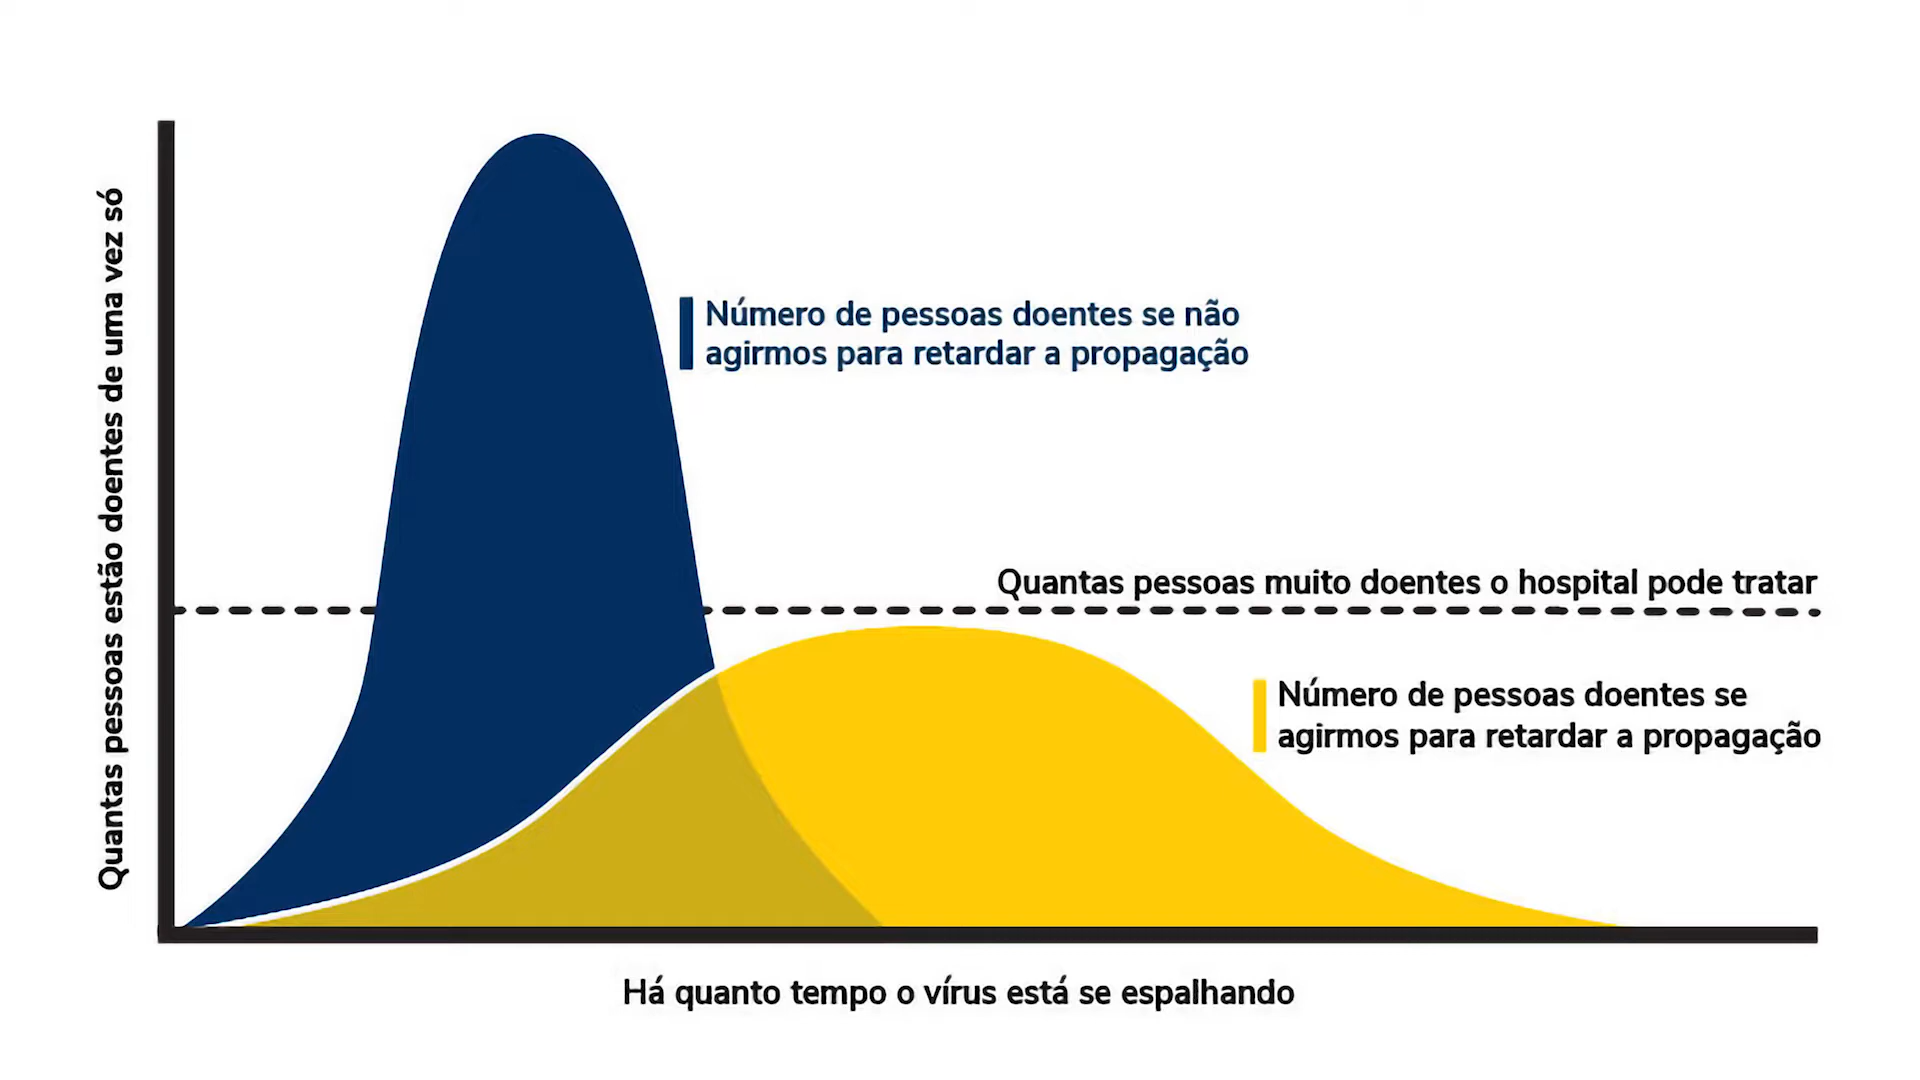 Quantas pessoas estão doentes de uma vez só
Número de pessoas doentes se não
agirmos para retardar a propagação
Quantas pessoas muito doentes o hospital pode tratar
Número de pessoas doentes se
agirmos para retardar a propagação
Há quanto tempo o vírus está se espalhando